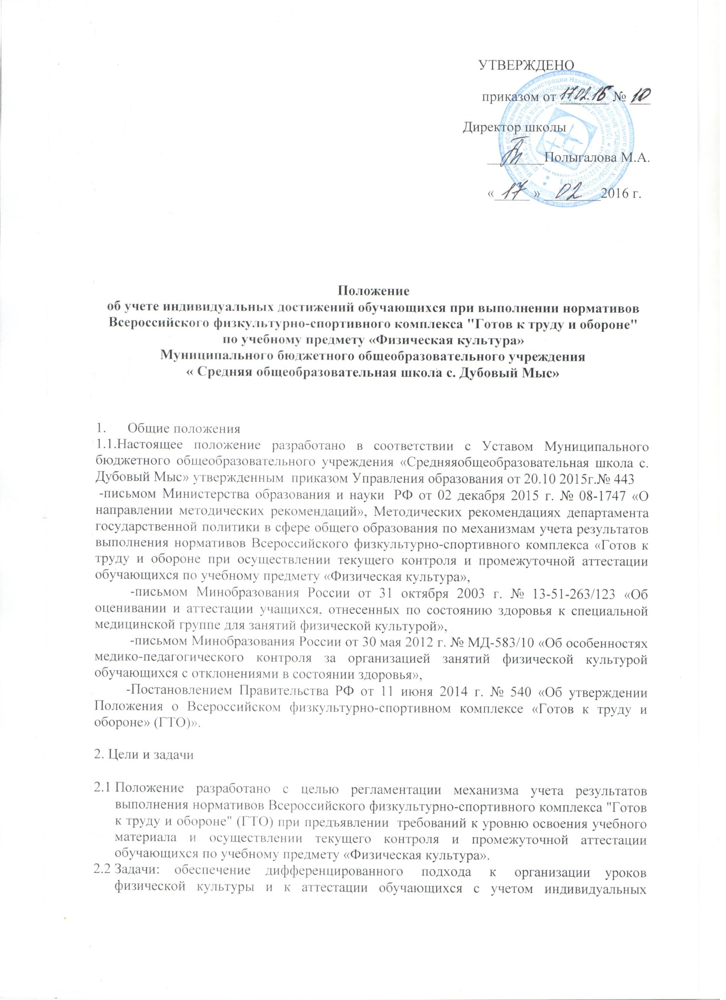 УТВЕРЖДЕНО
приказом от 17.02.16 № 10
Директор школы
Полыгалова М.А.
« 17 » 02 2016 г.
Положение
об учете индивидуальных достижений обучающихся при выполнении нормативов
Всероссийского физкультурно-спортивного комплекса "Готов к труду и обороне"
по учебному предмету «Физическая культура»
Муниципального бюджетного общеобразовательного учреждения
« Средняя общеобразовательная школа с. Дубовый Мыс»
1. Общие положения
1.1.Настоящее положение разработано в соответствии с Уставом Муниципального
бюджетного общеобразовательного учреждения «Средняяобщеобразовательная школа с.
Дубовый Мыс» утвержденным приказом Управления образования от 20.10 2015г.№ 443
-письмом Министерства образования и науки РФ от 02 декабря 2015 г. № 08-1747 «О
направлении методических рекомендаций», Методических рекомендациях департамента
государственной политики в сфере общего образования по механизмам учета результатов
выполнения нормативов Всероссийского физкультурно-спортивного комплекса «Готов к
труду и обороне при осуществлении текущего контроля и промежуточной аттестации
обучающихся по учебному предмету «Физическая культура»,
-письмом Минобразования России от 31 октября 2003 г. № 13-51-263/123 «Об
оценивании и аттестации учащихся, отнесенных по состоянию здоровья к специальной
медицинской группе для занятий физической культурой»,
-письмом Минобразования России от 30 мая 2012 г. № МД-583/10 «Об особенностях
медико-педагогического контроля за организацией занятий физической культурой
обучающихся с отклонениями в состоянии здоровья»,
-Постановлением Правительства РФ от 11 июня 2014 г. № 540 «Об утверждении
Положения о Всероссийском физкультурно-спортивном комплексе «Готов к труду и
обороне» (ГТО)».
2. Цели и задачи
2.1 Положение разработано с целью регламентации механизма учета результатов
выполнения нормативов Всероссийского физкультурно-спортивного комплекса "Готов
к труду и обороне" (ГТО) при предъявлении требований к уровню освоения учебного
материала и осуществлении текущего контроля и промежуточной аттестации
обучающихся по учебному предмету «Физическая культура».
2.2 Задачи: обеспечение дифференцированного подхода к организации уроков
физической культуры и к аттестации обучающихся с учетом индивидуальных